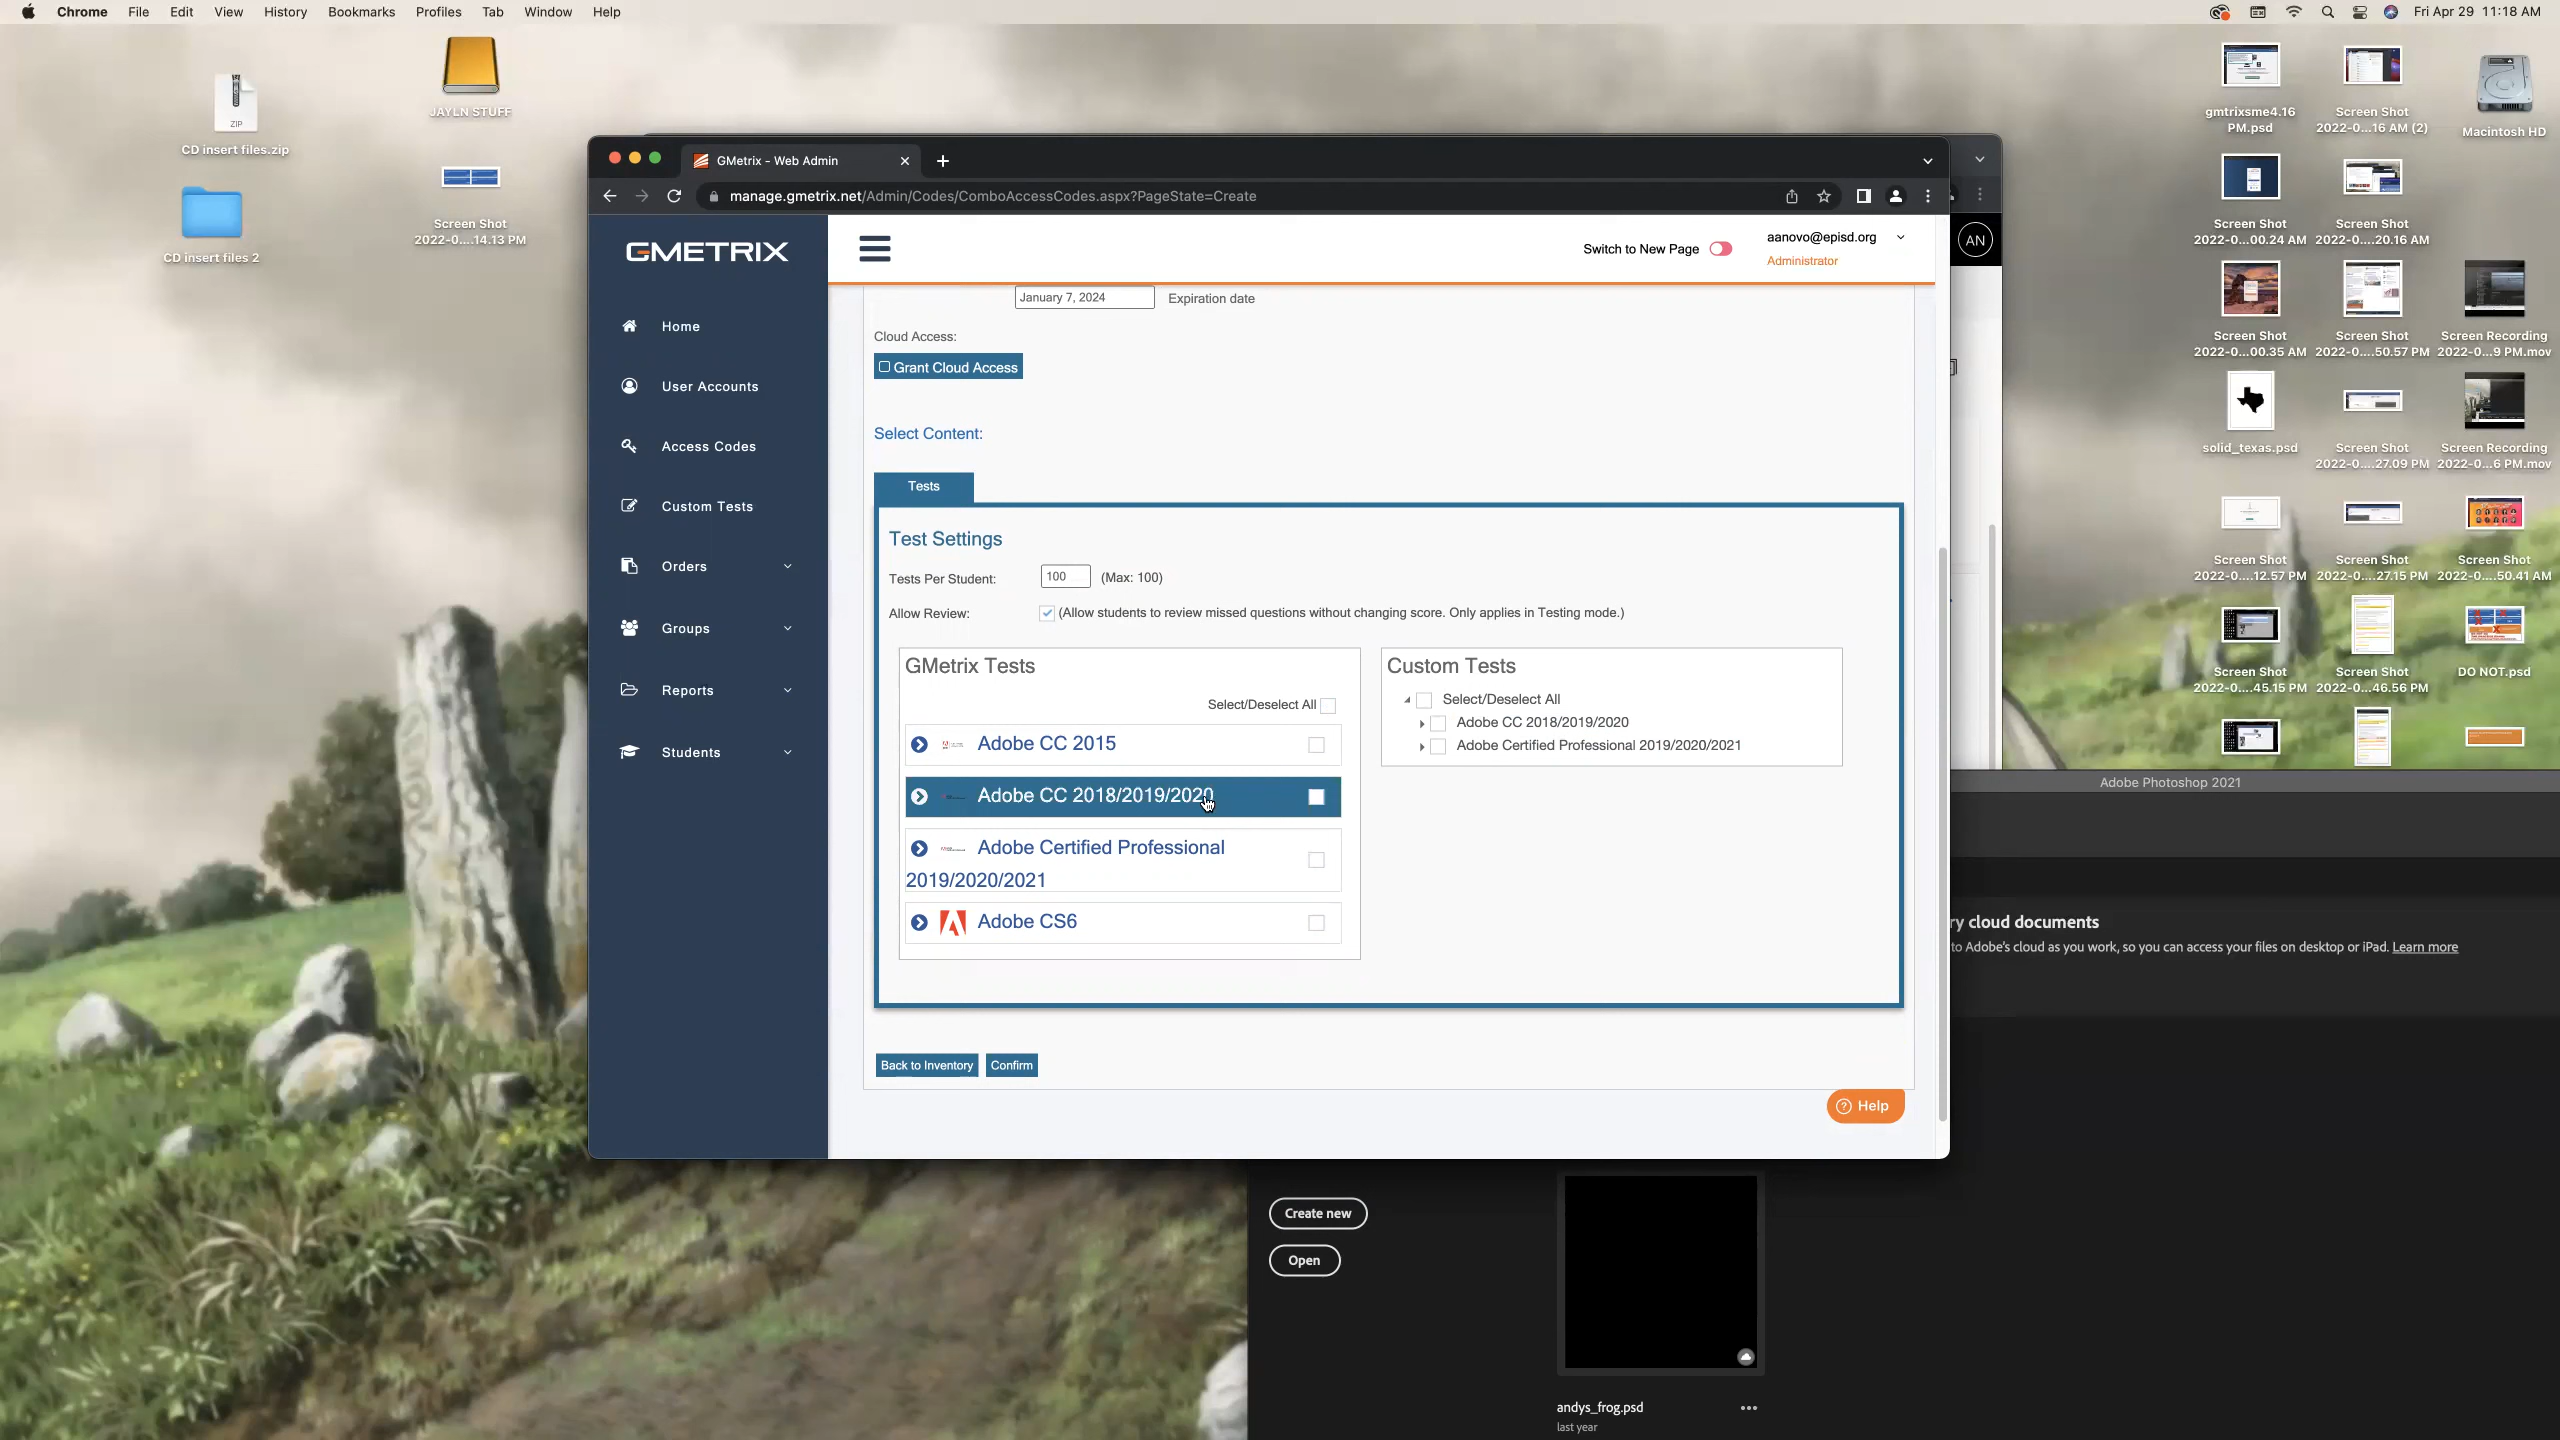 Chrome File Edit View History Bookmarks Profiles Tab Window Help
Fri Apr 29 11:18 AM
ZIP
CD insert files.zip
JAYLN STUFF
CD insert files 2
Screen Shot
2022-0....14.13 PM
GMetrix - Web Admin
manage.gmetrix.net/Admin/Codes/ComboAccessCodes.aspx?PageState=Create
GMETRIX
Home
User Accounts
Access Codes
Custom Tests
Orders
Groups
Reports
Students
Switch to New Page
aanovo@episd.org
Administrator
AN
January 7, 2024
Expiration date
Cloud Access:
Grant Cloud Access
Select Content:
Tests
Test Settings
Tests Per Student:
100
(Max: 100)
Allow Review:
(Allow students to review missed questions without changing score. Only applies in Testing mode.)
GMetrix Tests
Select/Deselect All
Adobe CC 2015
Adobe CC 2018/2019/2020
Adobe Certified Professional
2019/2020/2021
Adobe CS6
Custom Tests
Select/Deselect All
Adobe CC 2018/2019/2020
Adobe Certified Professional 2019/2020/2021
Back to Inventory
Confirm
Help
gmtrixsme4.16
PM.psd
Screen Shot
2022-0...16 AM (2)
Macintosh HD
Screen Shot
2022-0...00.24 AM
Screen Shot
2022-0....20.16 AM
Screen Shot
2022-0...00.35 AM
Screen Shot
2022-0....50.57 PM
Screen Recording
2022-0...9 PM.mov
solid_texas.psd
Screen Shot
2022-0....27.09 PM
Screen Recording
2022-0...6 PM.mov
Screen Shot
2022-0....12.57 PM
Screen Shot
2022-0....27.15 PM
Screen Shot
2022-0....50.41 AM
Screen Shot
2022-0....45.15 PM
Screen Shot
2022-0...46.56 PM
DO NOT.psd
Adobe Photoshop 2021
ry cloud documents
to Adobe's cloud as you work, so you can access your files on desktop or iPad. Learn more
Create new
Open
andys_frog.psd
last year